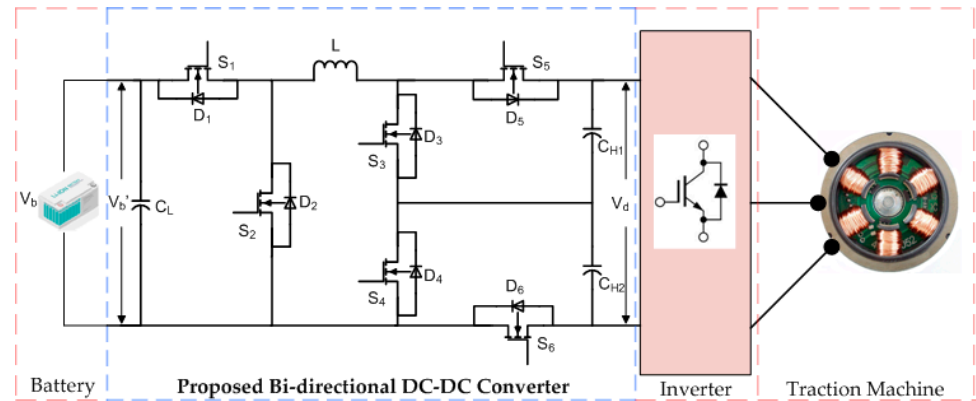 S1
L
S5
D1
D5
D3
S3
CH1
Vb
Vb'
CL
D2
Vd
S2
D4
D6
CH2
S4
S6
Battery
Proposed Bi-directional DC-DC Converter
Inverter
Traction Machine